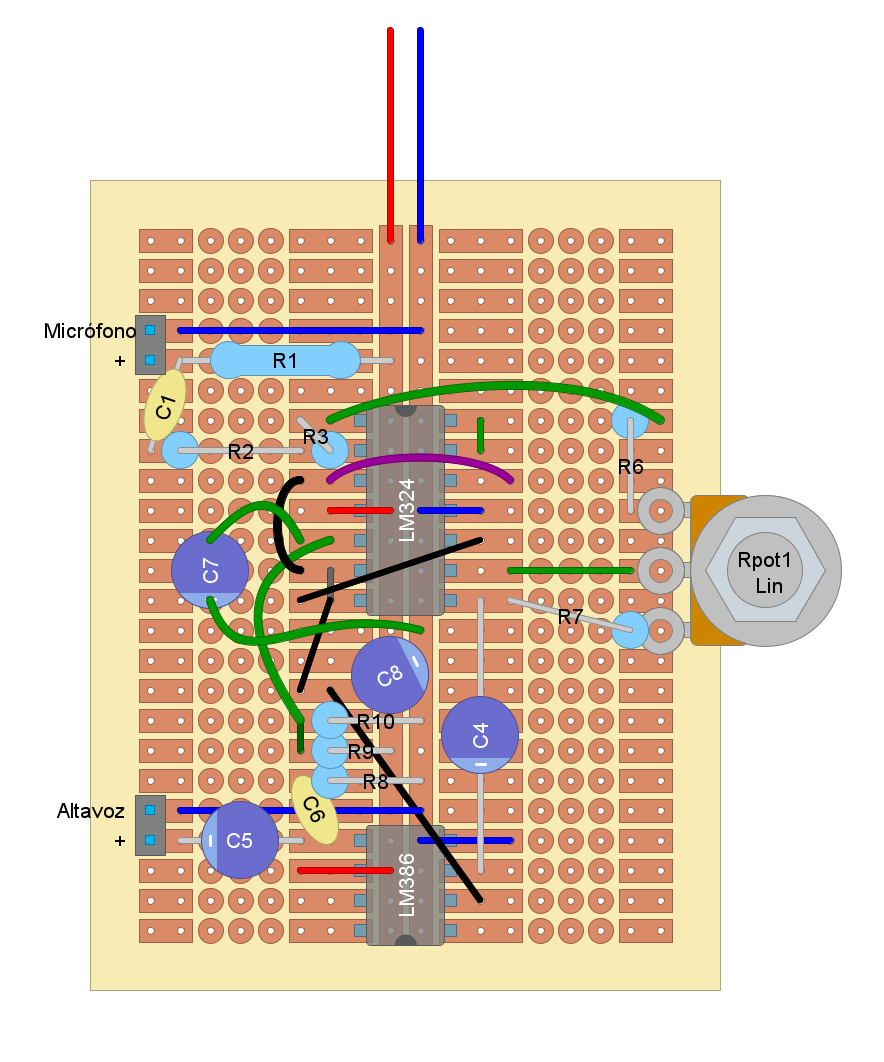 Micrófono
+
R1
C1
R2
R3
R6
LM324
C7
Rpot1
Lin
R7
C8
R10
C4
R9
R8
Altavoz
C6
+
C5
LM386